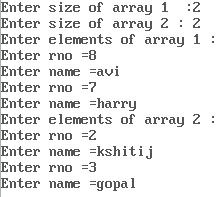 Enter size of array 1  :2
Enter size of array 2 : 2
Enter elements of array 1 :
Enter rno =8
Enter name =avi
Enter rno =7
Enter name =harry
Enter elements of array 2 :
Enter rno =2
Enter name =kshitij
Enter rno =3
Enter name =gopal